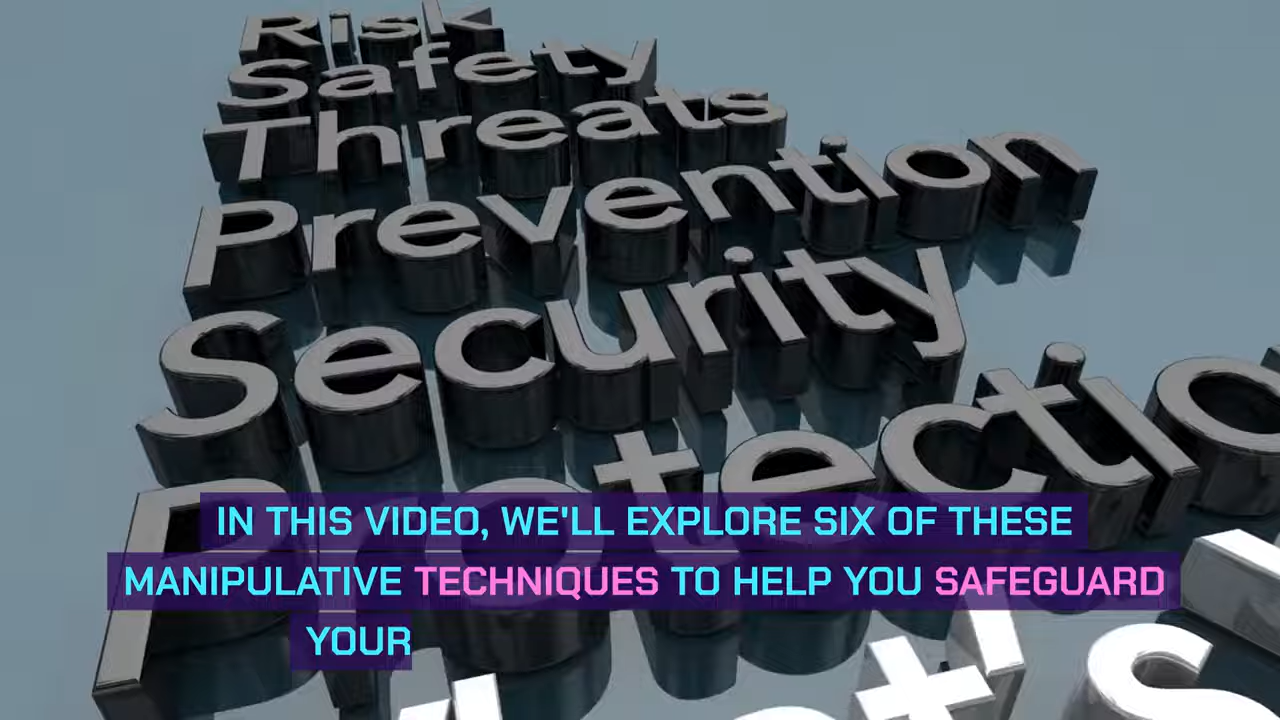 Risk
Safety
Threats
Prevention
Security
IN THIS VIDEO, WE'LL EXPLORE SIX OF THESE
MANIPULATIVE TECHNIQUES TO HELP YOU SAFEGUARD
YOUR